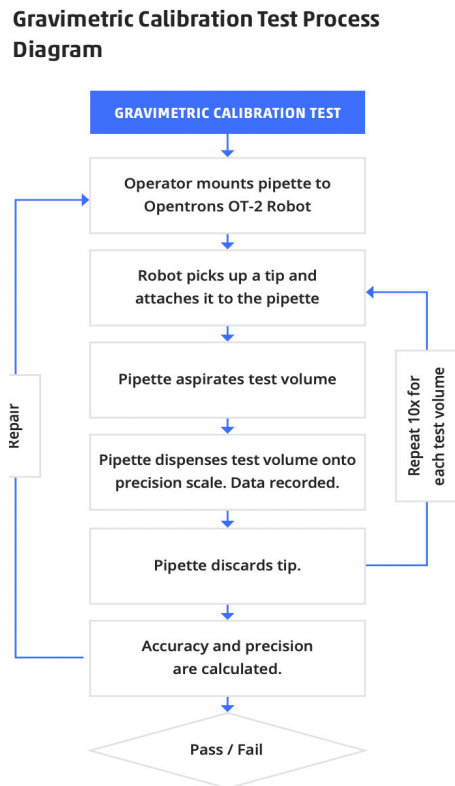 Gravimetric Calibration Test Process
Diagram
GRAVIMETRIC CALIBRATION TEST
Operator mounts pipette to
Opentrons OT-2 Robot
Robot picks up a tip and
attaches it to the pipette
Pipette aspirates test volume
Pipette dispenses test volume onto
precision scale. Data recorded.
Pipette discards tip.
Accuracy and precision
are calculated.
Pass / Fail
Repair
Repeat 10x for
each test volume